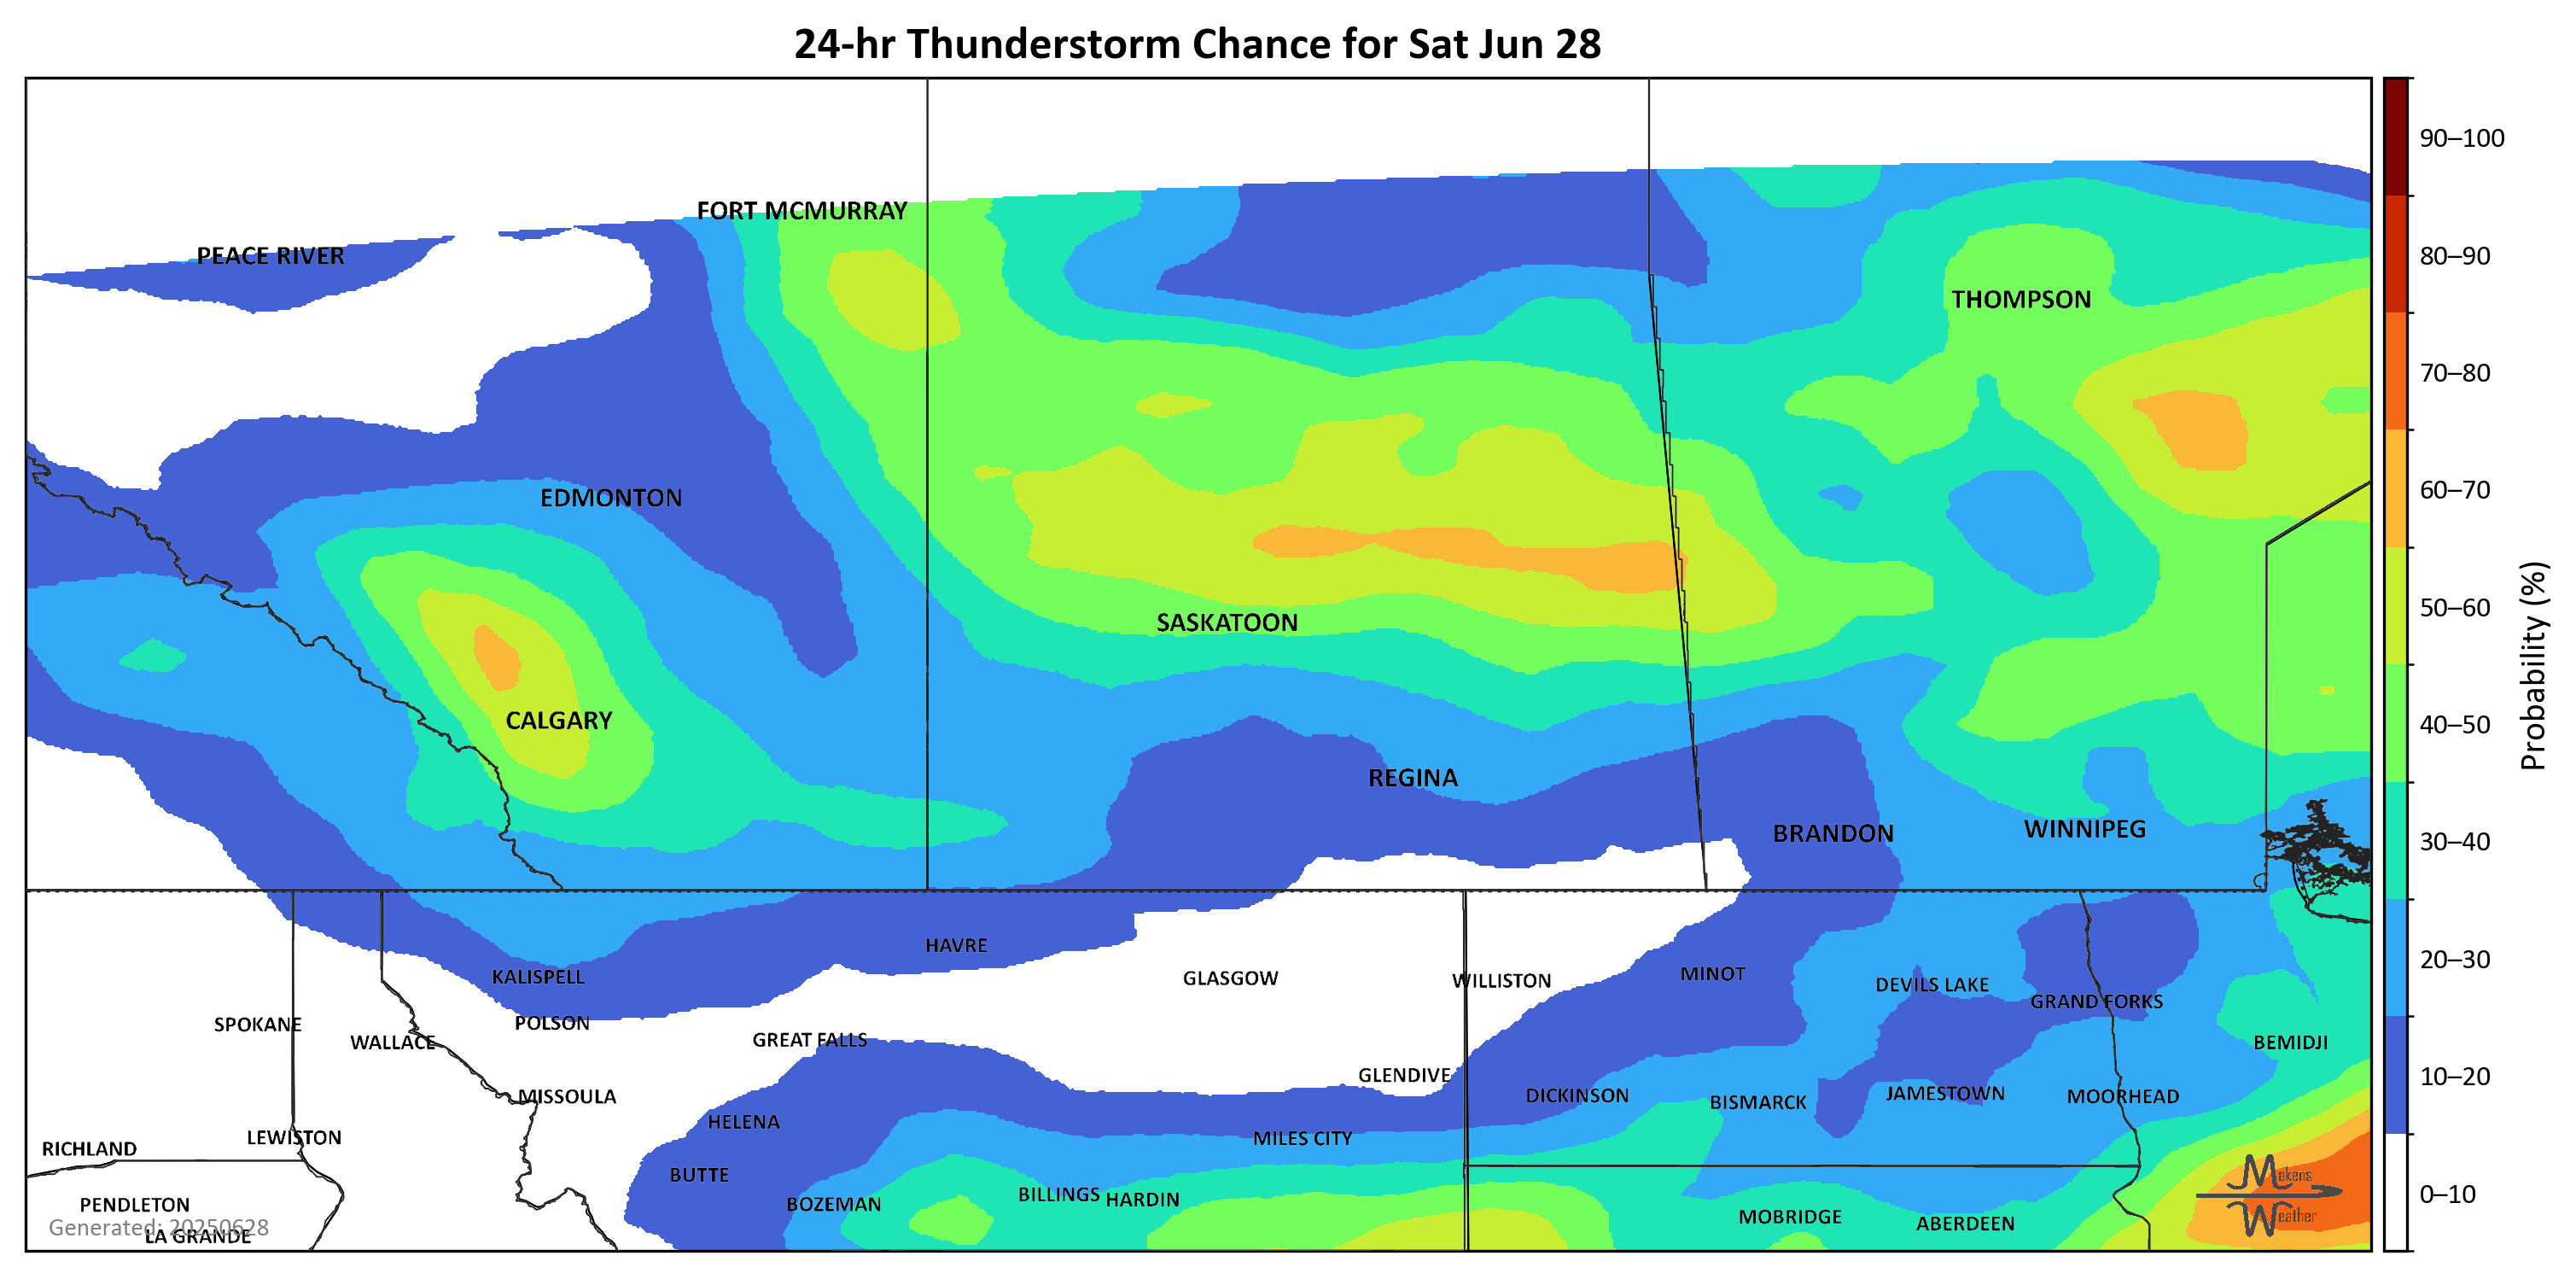 24-hr Thunderstorm Chance for Sat Jun 28
90–100
FORT MCMURRAY
PEACE RIVER
80–90
THOMPSON
70–80
EDMONTON
60–70
50–60
SASKATOON
Probability (%)
CALGARY
40–50
REGINA
BRANDON
WINNIPEG
30–40
HAVRE
20–30
KALISPELL
GLASGOW
WILLISTON
MINOT
DEVILS LAKE
GRAND FORKS
SPOKANE
POLSON
WALLACE
GREAT FALLS
BEMIDJI
10–20
GLENDIVE
MISSOULA
DICKINSON
BISMARCK
JAMESTOWN
MOORHEAD
HELENA
LEWISTON
MILES CITY
RICHLAND
BUTTE
Makens
Weather
0–10
PENDLETON
BOZEMAN
BILLINGS
HARDIN
MOBRIDGE
ABERDEEN
Generated: 20250628
LA GRANDE